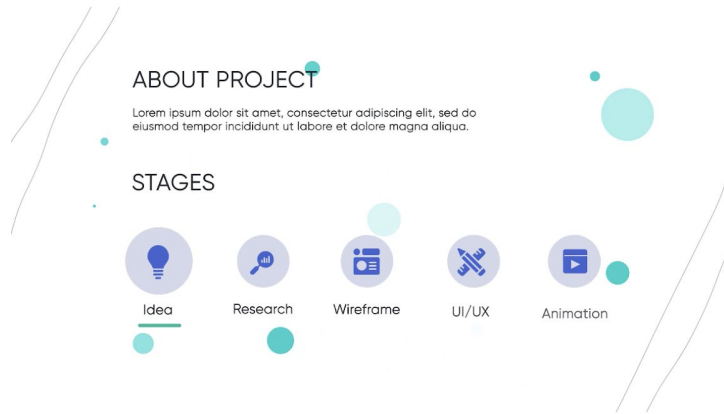 ABOUT PROJECT
Lorem ipsum dolor sit amet, consectetur adipiscing elit, sed do
eiusmod tempor incididunt ut labore et dolore magna aliqua.
STAGES
Idea
Research
Wireframe
UI/UX
Animation